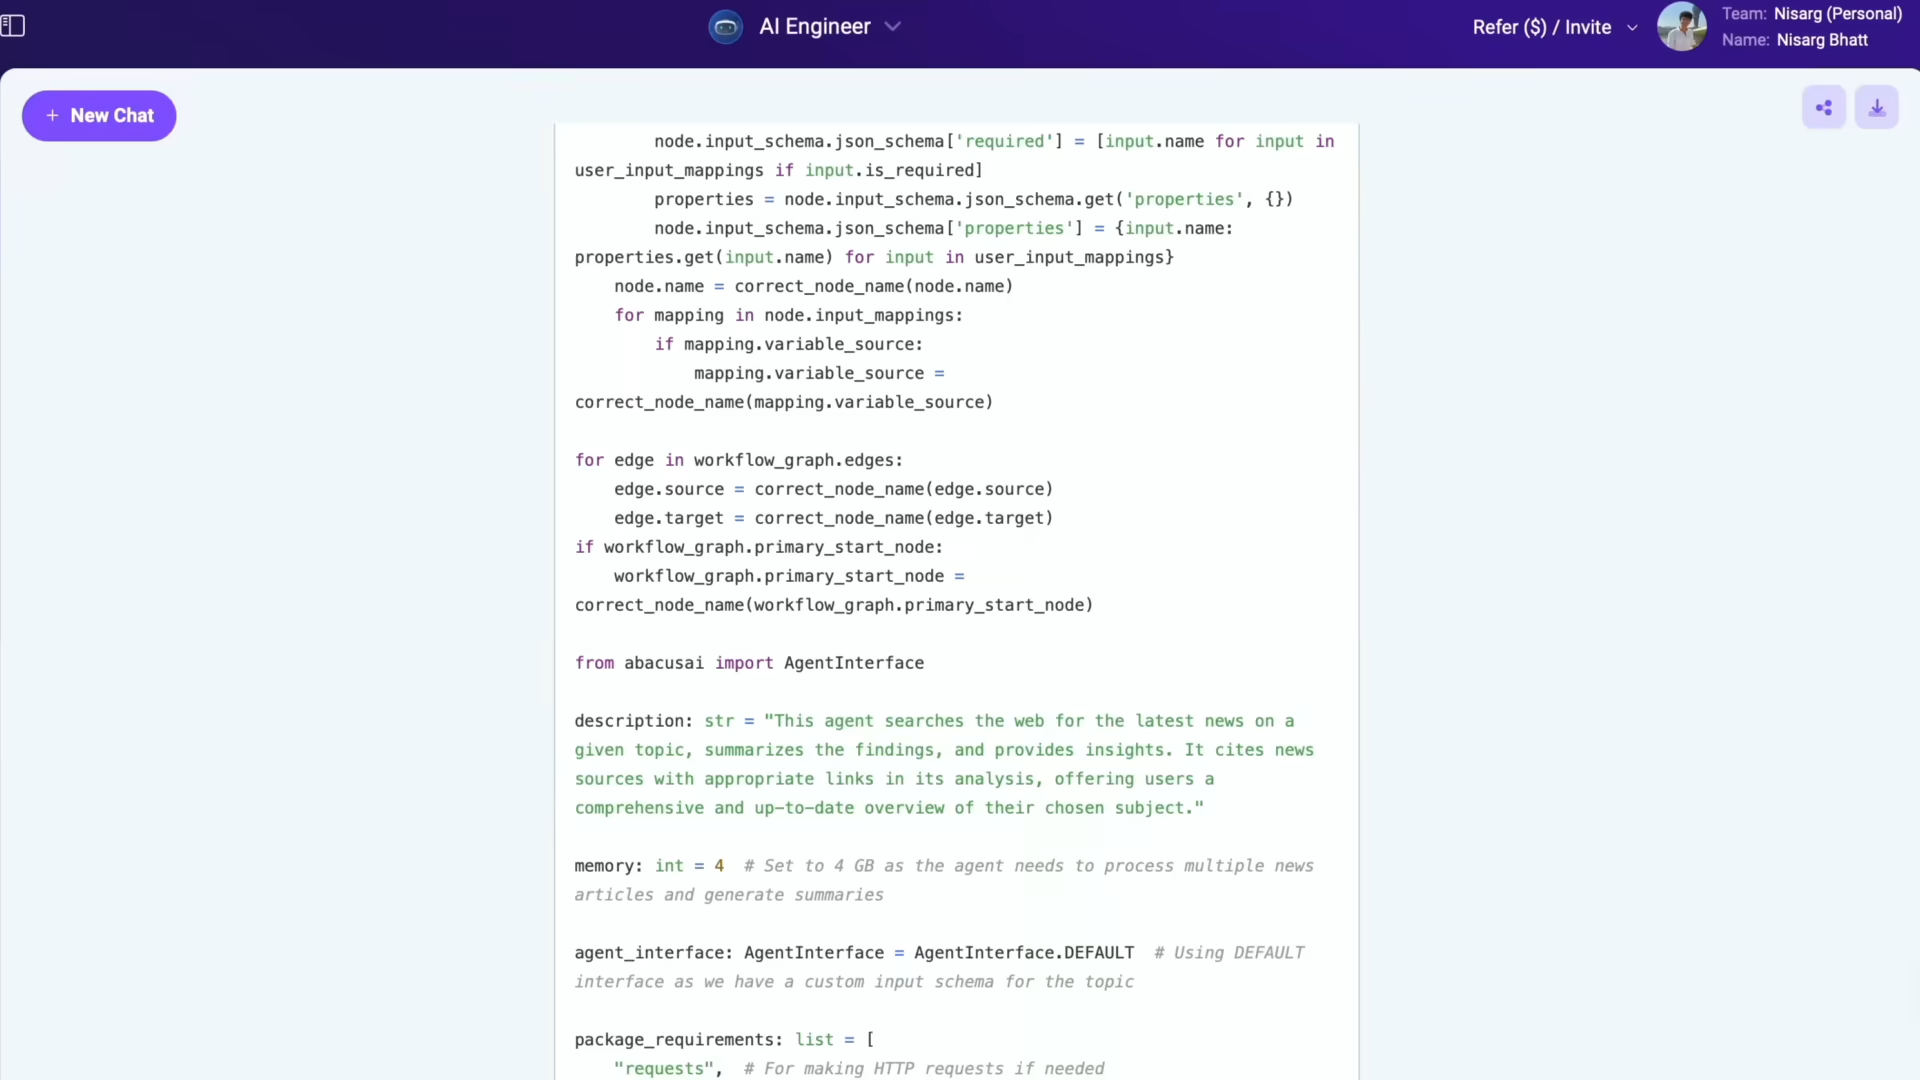 AI Engineer
Refer ($) / Invite
Team: Nisarg (Personal)
Name: Nisarg Bhatt
+ New Chat
node.input_schema.json_schema['required'] = [input.name for input in
user_input_mappings if input.is_required]
properties = node.input_schema.json_schema.get('properties', {})
node.input_schema.json_schema['properties'] = {input.name:
properties.get(input.name) for input in user_input_mappings}
node.name = correct_node_name(node.name)
for mapping in node.input_mappings:
if mapping.variable_source:
mapping.variable_source =
correct_node_name(mapping.variable_source)
for edge in workflow_graph.edges:
edge.source = correct_node_name(edge.source)
edge.target = correct_node_name(edge.target)
if workflow_graph.primary_start_node:
workflow_graph.primary_start_node =
correct_node_name(workflow_graph.primary_start_node)
from abacusai import AgentInterface
description: str = "This agent searches the web for the latest news on a
given topic, summarizes the findings, and provides insights. It cites news
sources with appropriate links in its analysis, offering users a
comprehensive and up-to-date overview of their chosen subject."
memory: int = 4 # Set to 4 GB as the agent needs to process multiple news
articles and generate summaries
agent_interface: AgentInterface = AgentInterface.DEFAULT # Using DEFAULT
interface as we have a custom input schema for the topic
package_requirements: list = [
"requests", # For making HTTP requests if needed